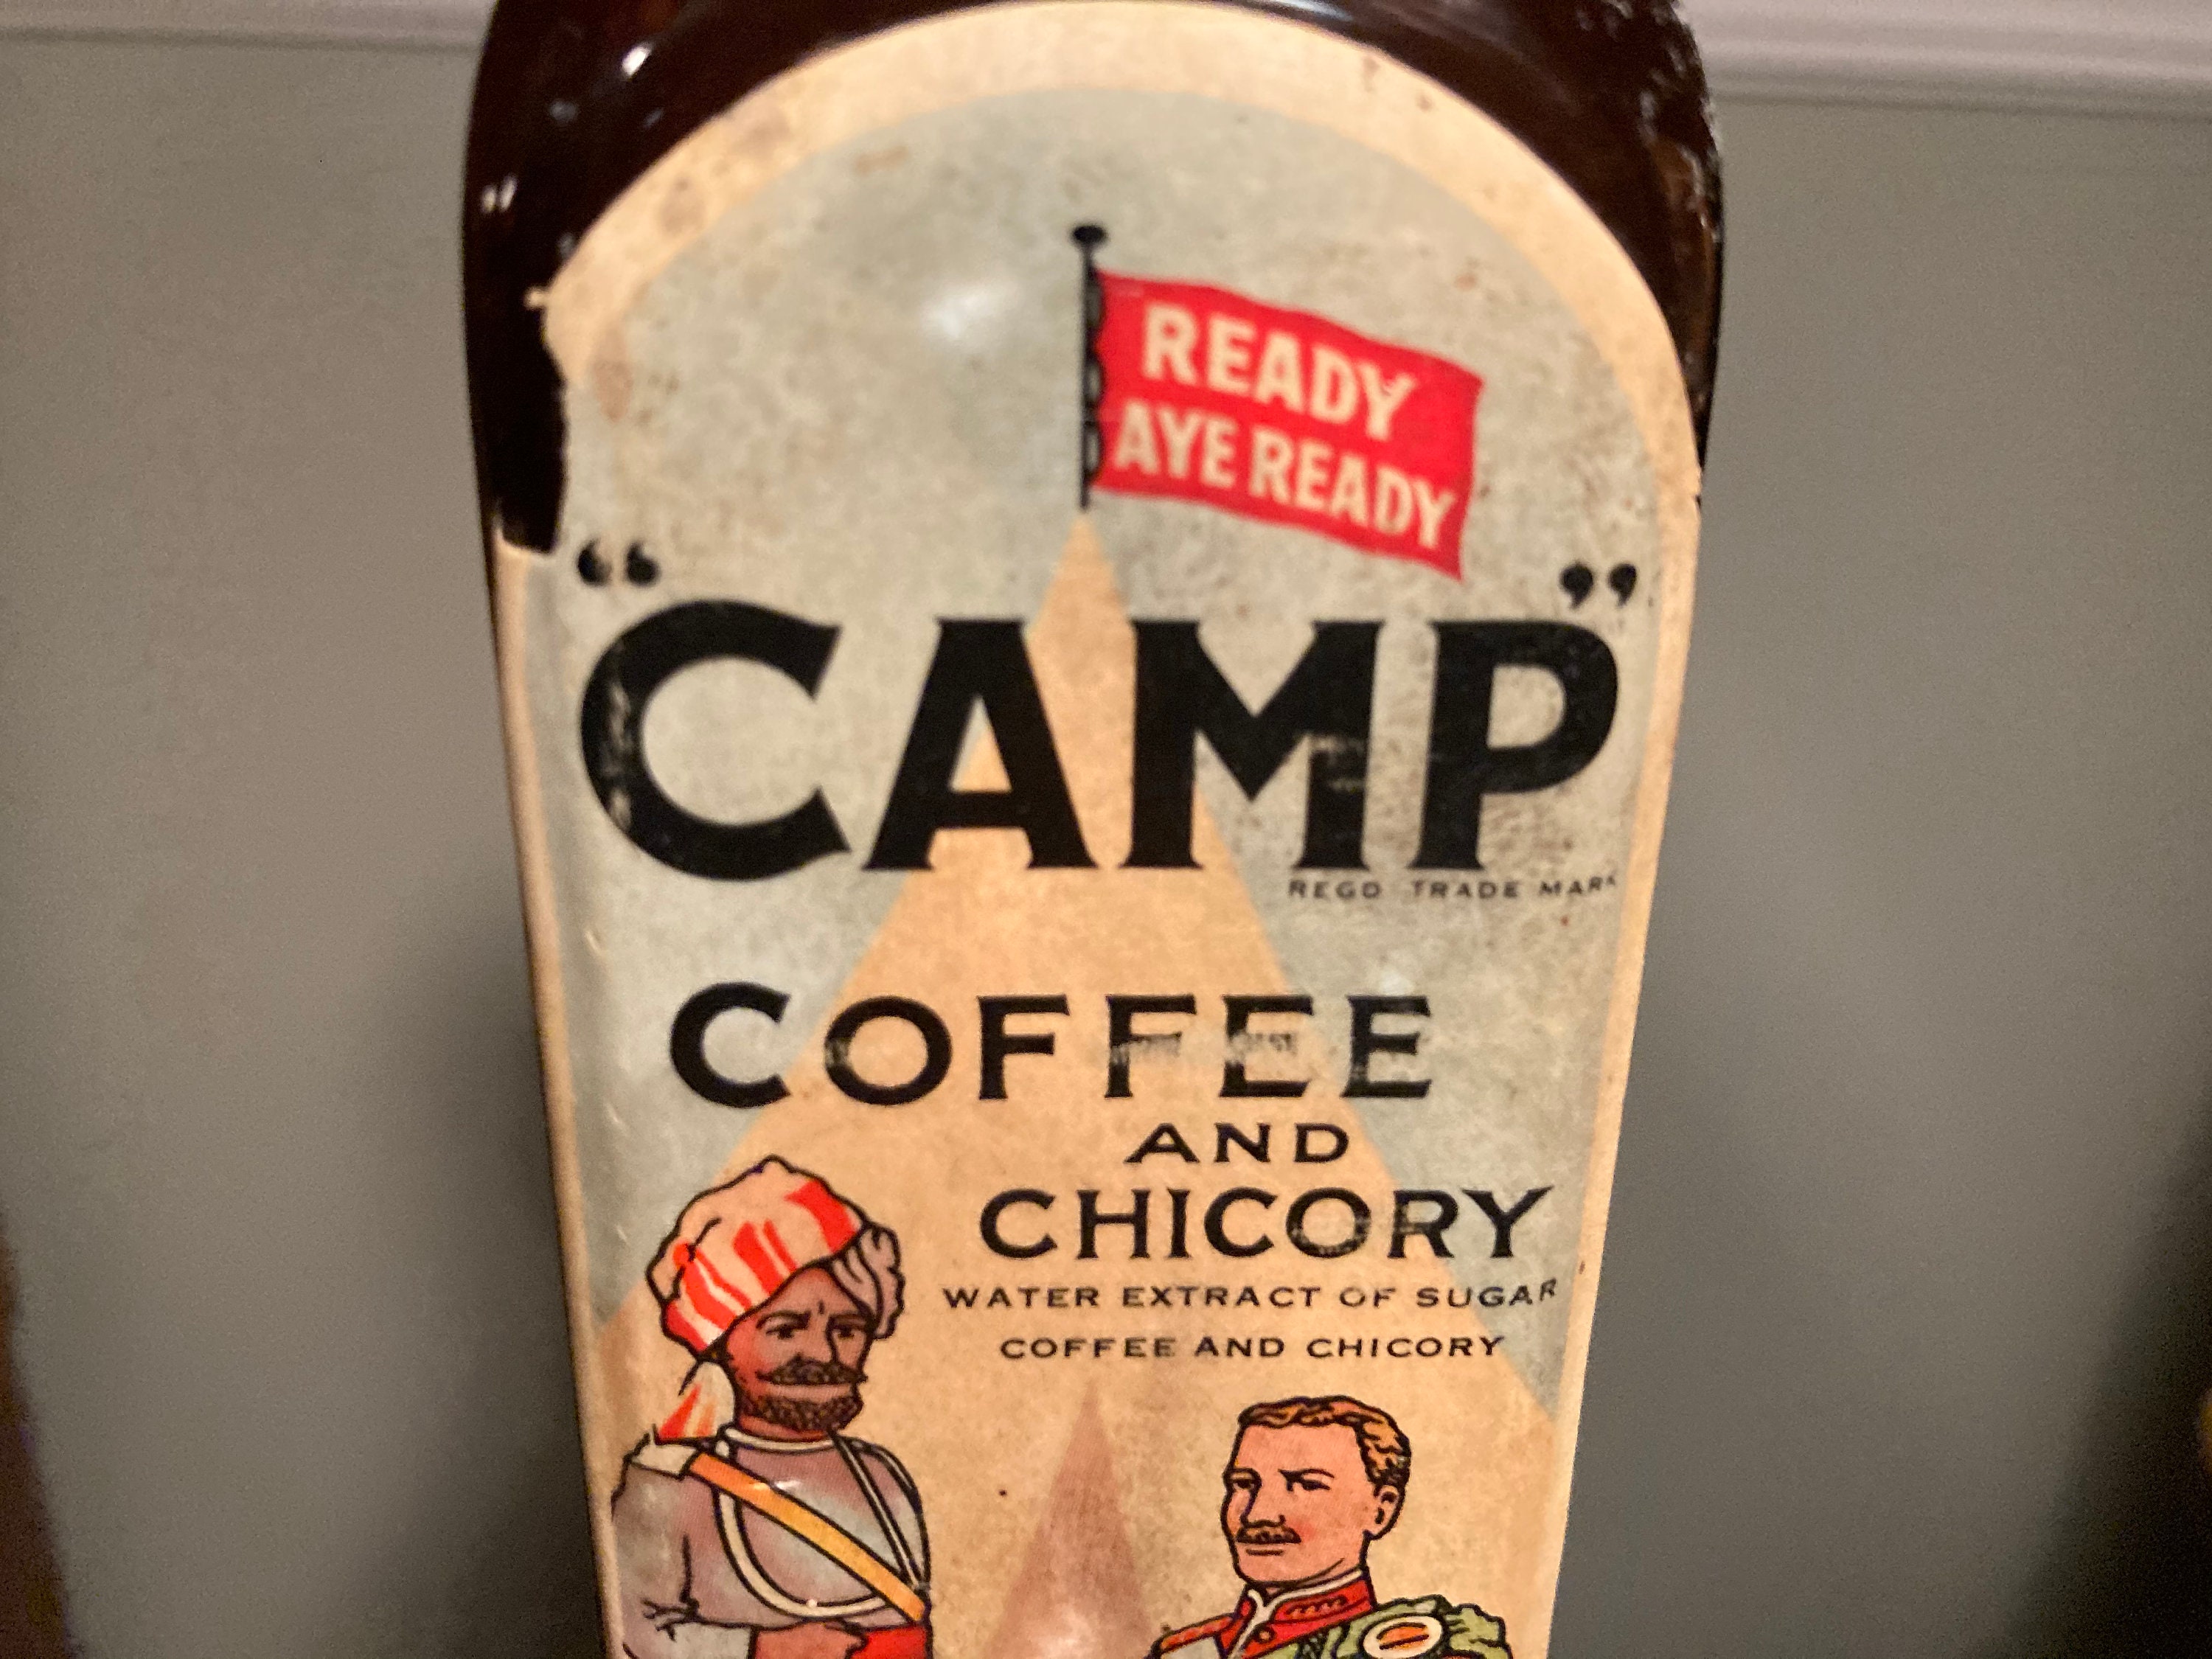 READY
AYE READY
“CAMP”
REGD TRADE MARK
COFFEE
AND
CHICORY
WATER EXTRACT OF SUGAR
COFFEE AND CHICORY